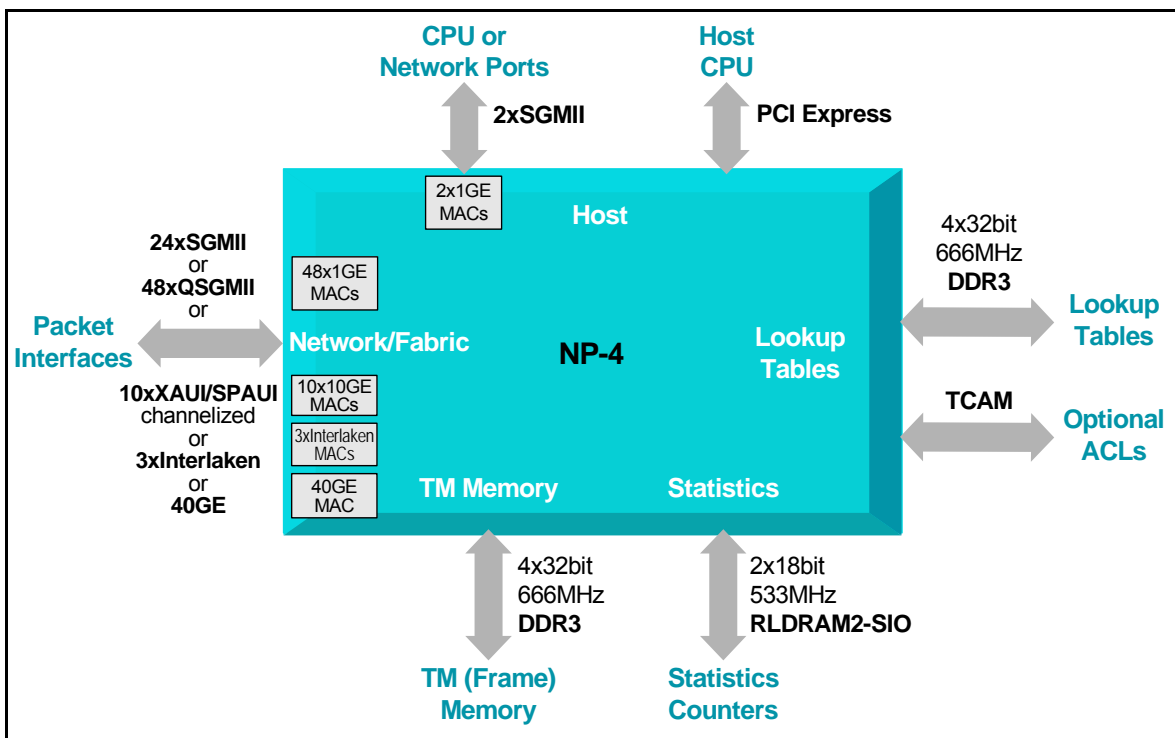 CPU or
Network Ports
Host
CPU
2xSGMII
PCI Express
2x1GE
MACs
Host
24xSGMII
or
48xQSGMII
or
48x1GE
MACs
4x32bit
666MHz
DDR3
Packet
Interfaces
Network/Fabric
NP-4
Lookup
Tables
Lookup
Tables
10xXAUI/SPAUI
channelized
or
3xInterlaken
or
40GE
10x10GE
MACs
3xInterlaken
MACs
40GE
MAC
TCAM
Optional
ACLs
TM Memory
Statistics
4x32bit
666MHz
DDR3
2x18bit
533MHz
RLDRAM2-SIO
TM (Frame)
Memory
Statistics
Counters